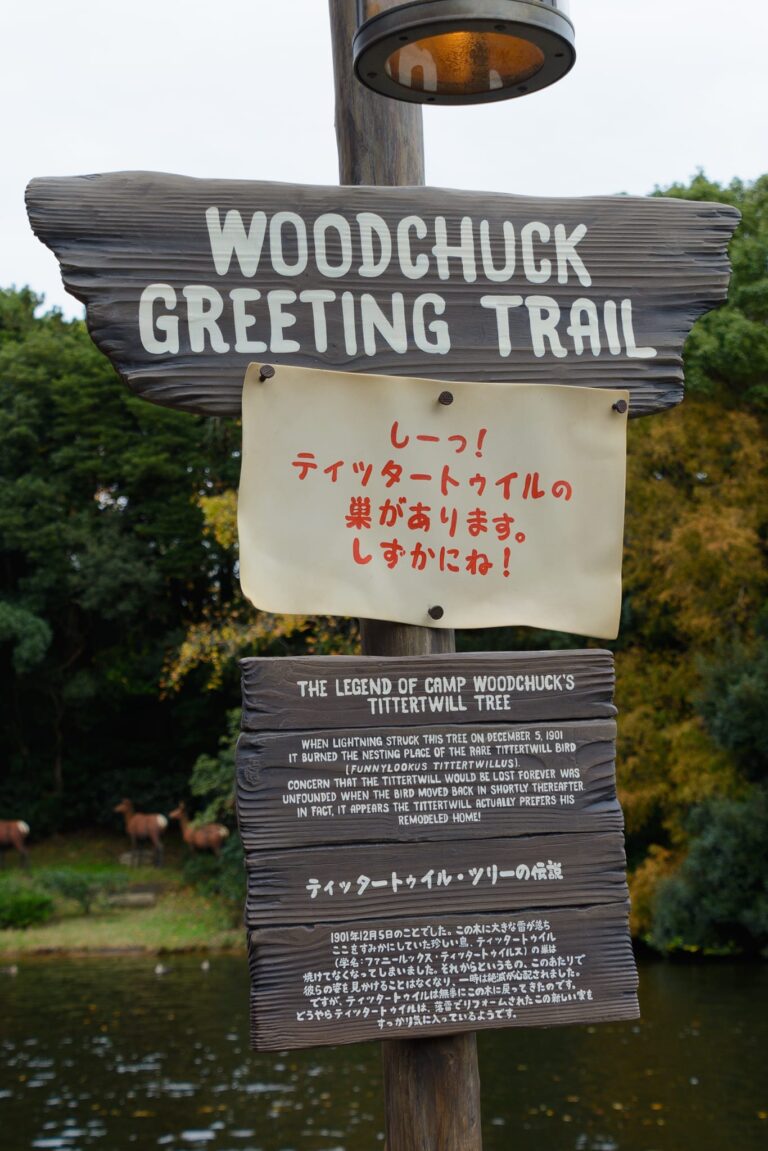 WOODCHUCK
GREETING TRAIL
しーっ!
ティッタートゥイルの
巣があります。
しずかにね!
THE LEGEND OF CAMP WOODCHUCK'S
TITTERTWILL TREE
WHEN LIGHTNING STRUCK THIS TREE ON DECEMBER 5, 1901
IT BURNED THE NESTING PLACE OF THE RARE TITTERTWILL BIRD
(FUNNYLOOKUS TITTERTWILLUS).
CONCERN THAT THE TITTERTWILL WOULD BE LOST FOREVER WAS
UNFOUNDED WHEN THE BIRD MOVED BACK IN SHORTLY THEREAFTER.
IN FACT, IT APPEARS THE TITTERTWILL ACTUALLY PREFERS HIS
REMODELED HOME!
ティッタートゥイル・ツリーの伝説
1901年12月5日のことでした。この木に大きな雷が落ち
ここをすみかにしていた珍しい鳥、ティッタートゥイル
(学名:ファニールックス・ティッタートゥイルス)の巣は
焼けてなくなってしまいました。それからというもの、このあたりで
彼らの姿を見かけることはなくなり、一時は絶滅が心配されました。
ですが、ティッタートゥイルは無事にこの木に戻ってきたのです。
どうやらティッタートゥイルは、落雷でリフォームされたこの新しい家を
すっかり気に入っているようです。